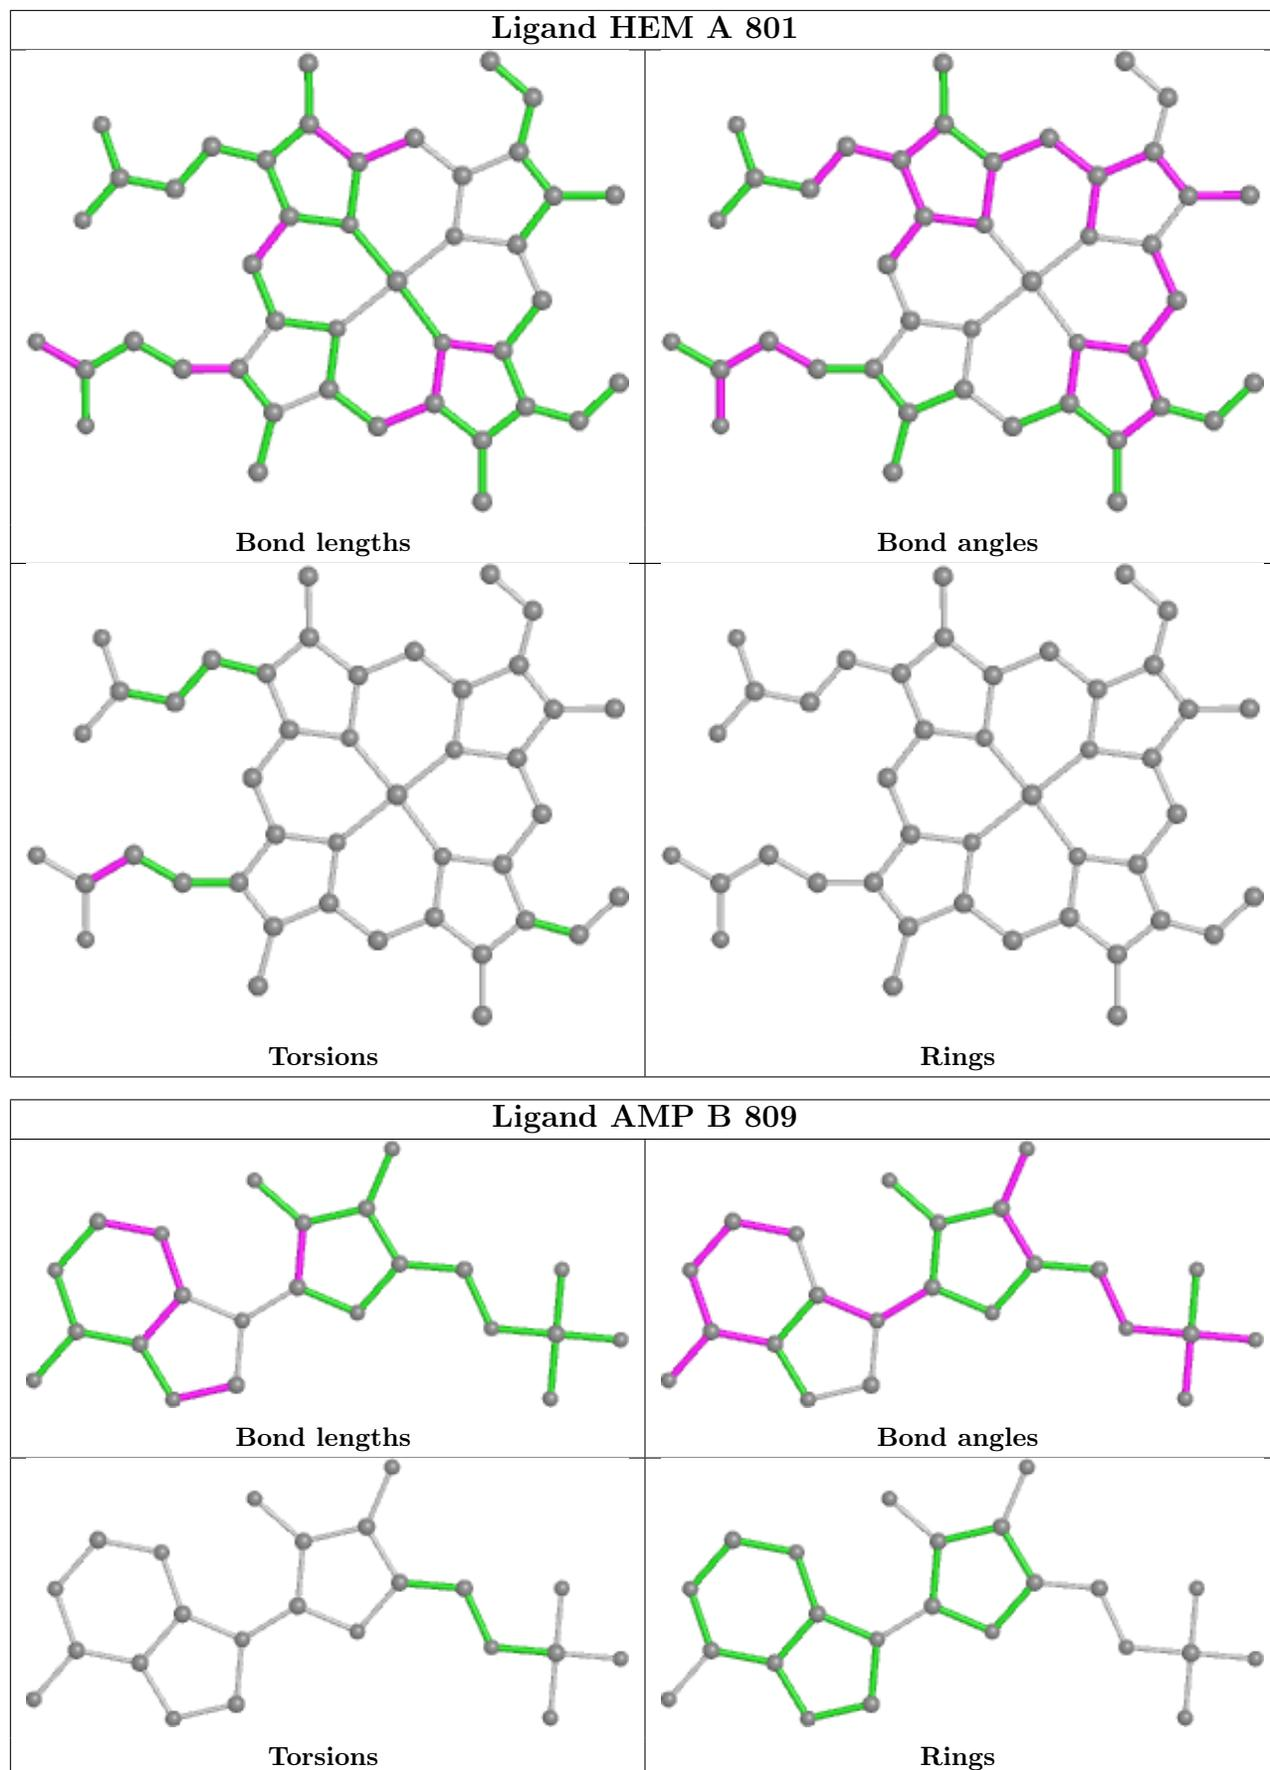 Ligand HEM A 801
Bond lengths
Bond angles
Torsions
Rings
Ligand AMP B 809
Bond lengths
Bond angles
Torsions
Rings